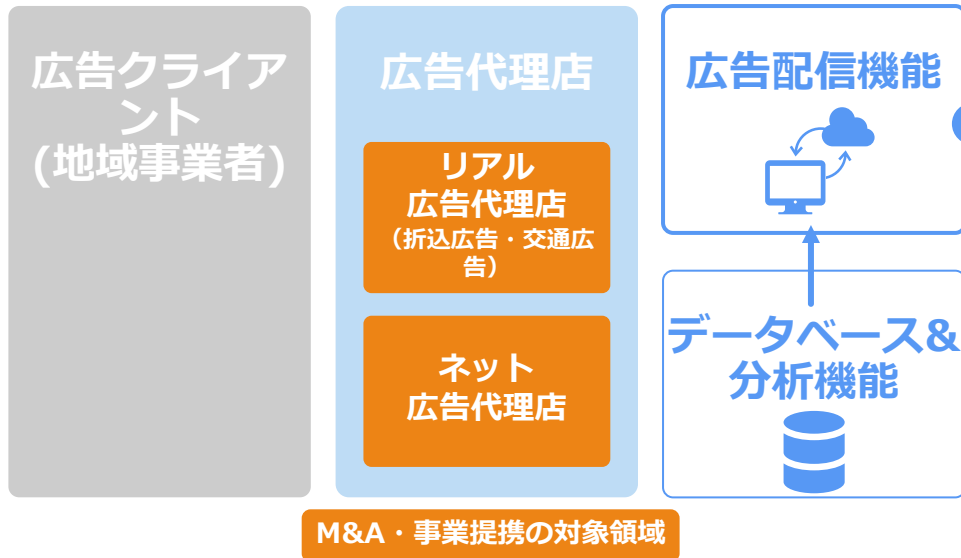 広告クライア
ント
(地域事業者)
広告代理店
リアル
広告代理店
（折込広告・交通広
告）
ネット
広告代理店
広告配信機能
データベース&
分析機能
M&A・事業提携の対象領域